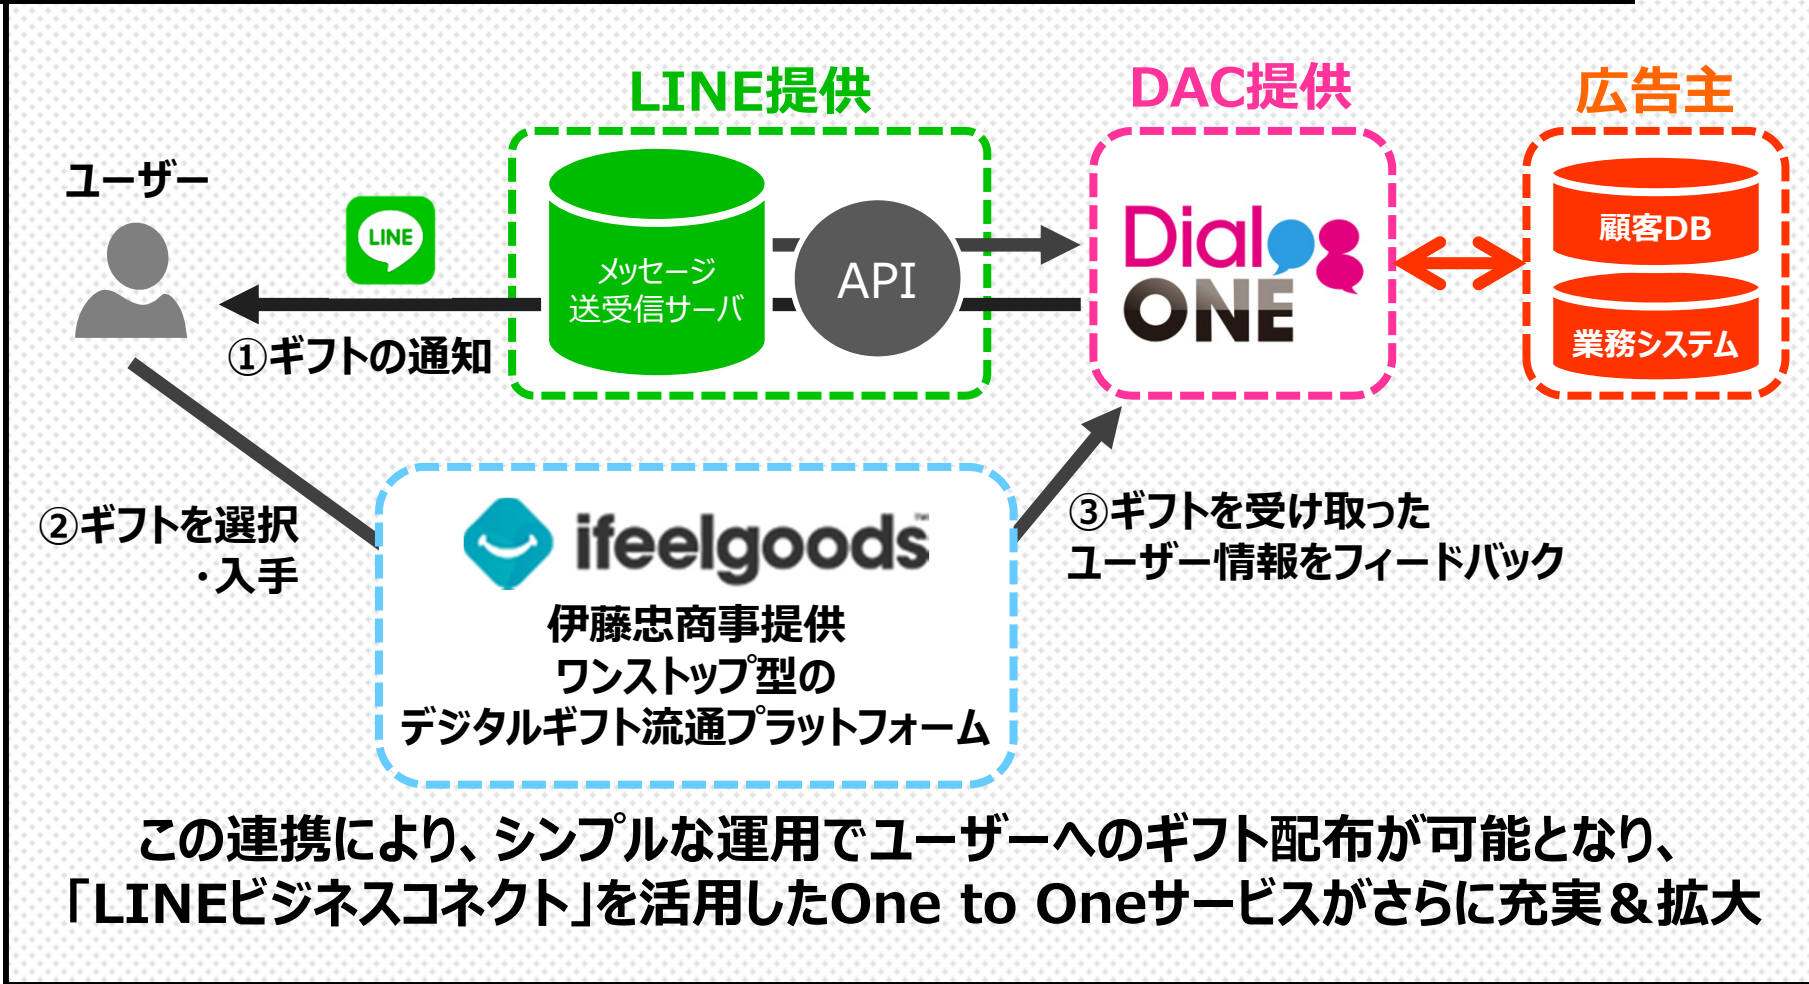 LINE提供
DAC提供
広告主
ユーザー
LINE
メッセージ
送受信サーバ
API
Dialog
ONE
顧客DB
業務システム
①ギフトの通知
②ギフトを選択
・入手
ifeelgoods™
伊藤忠商事提供
ワンストップ型の
デジタルギフト流通プラットフォーム
③ギフトを受け取った
ユーザー情報をフィードバック
この連携により、シンプルな運用でユーザーへのギフト配布が可能となり、
「LINEビジネスコネクト」を活用したOne to Oneサービスがさらに充実＆拡大